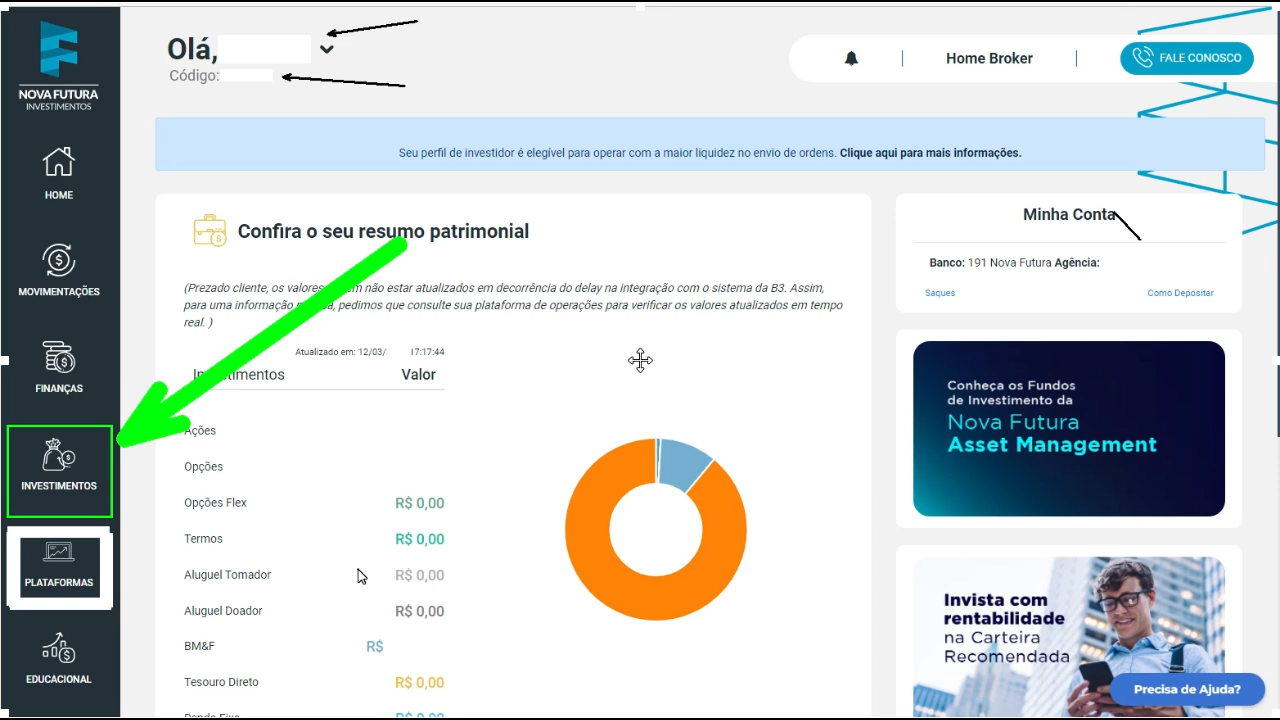 NOVA FUTURA
INVESTIMENTOS
HOME
MOVIMENTAÇÕES
FINANÇAS
INVESTIMENTOS
PLATAFORMAS
EDUCACIONAL
Olá,
Código:
Home Broker
FALE CONOSCO
Seu perfil de investidor é elegível para operar com a maior liquidez no envio de ordens. Clique aqui para mais informações.
Confira o seu resumo patrimonial
(Prezado cliente, os valores não estar atualizados em decorrência do delay na integração com o sistema da B3. Assim,
para uma informação pedimos que consulte sua plataforma de operações para verificar os valores atualizados em tempo
real. )
Atualizado em: 12/03/ 17:17:44
Investimentos Valor
Ações
Opções
Opções Flex R$ 0,00
Termos R$ 0,00
Aluguel Tomador R$ 0,00
Aluguel Doador R$ 0,00
BM&F R$
Tesouro Direto R$ 0,00
Minha Conta
Banco: 191 Nova Futura Agência:
Saques Como Depositar
Conheça os Fundos
de Investimento da
Nova Futura
Asset Management
Invista com
rentabilidade
na Carteira
Recomendada
Precisa de Ajuda?